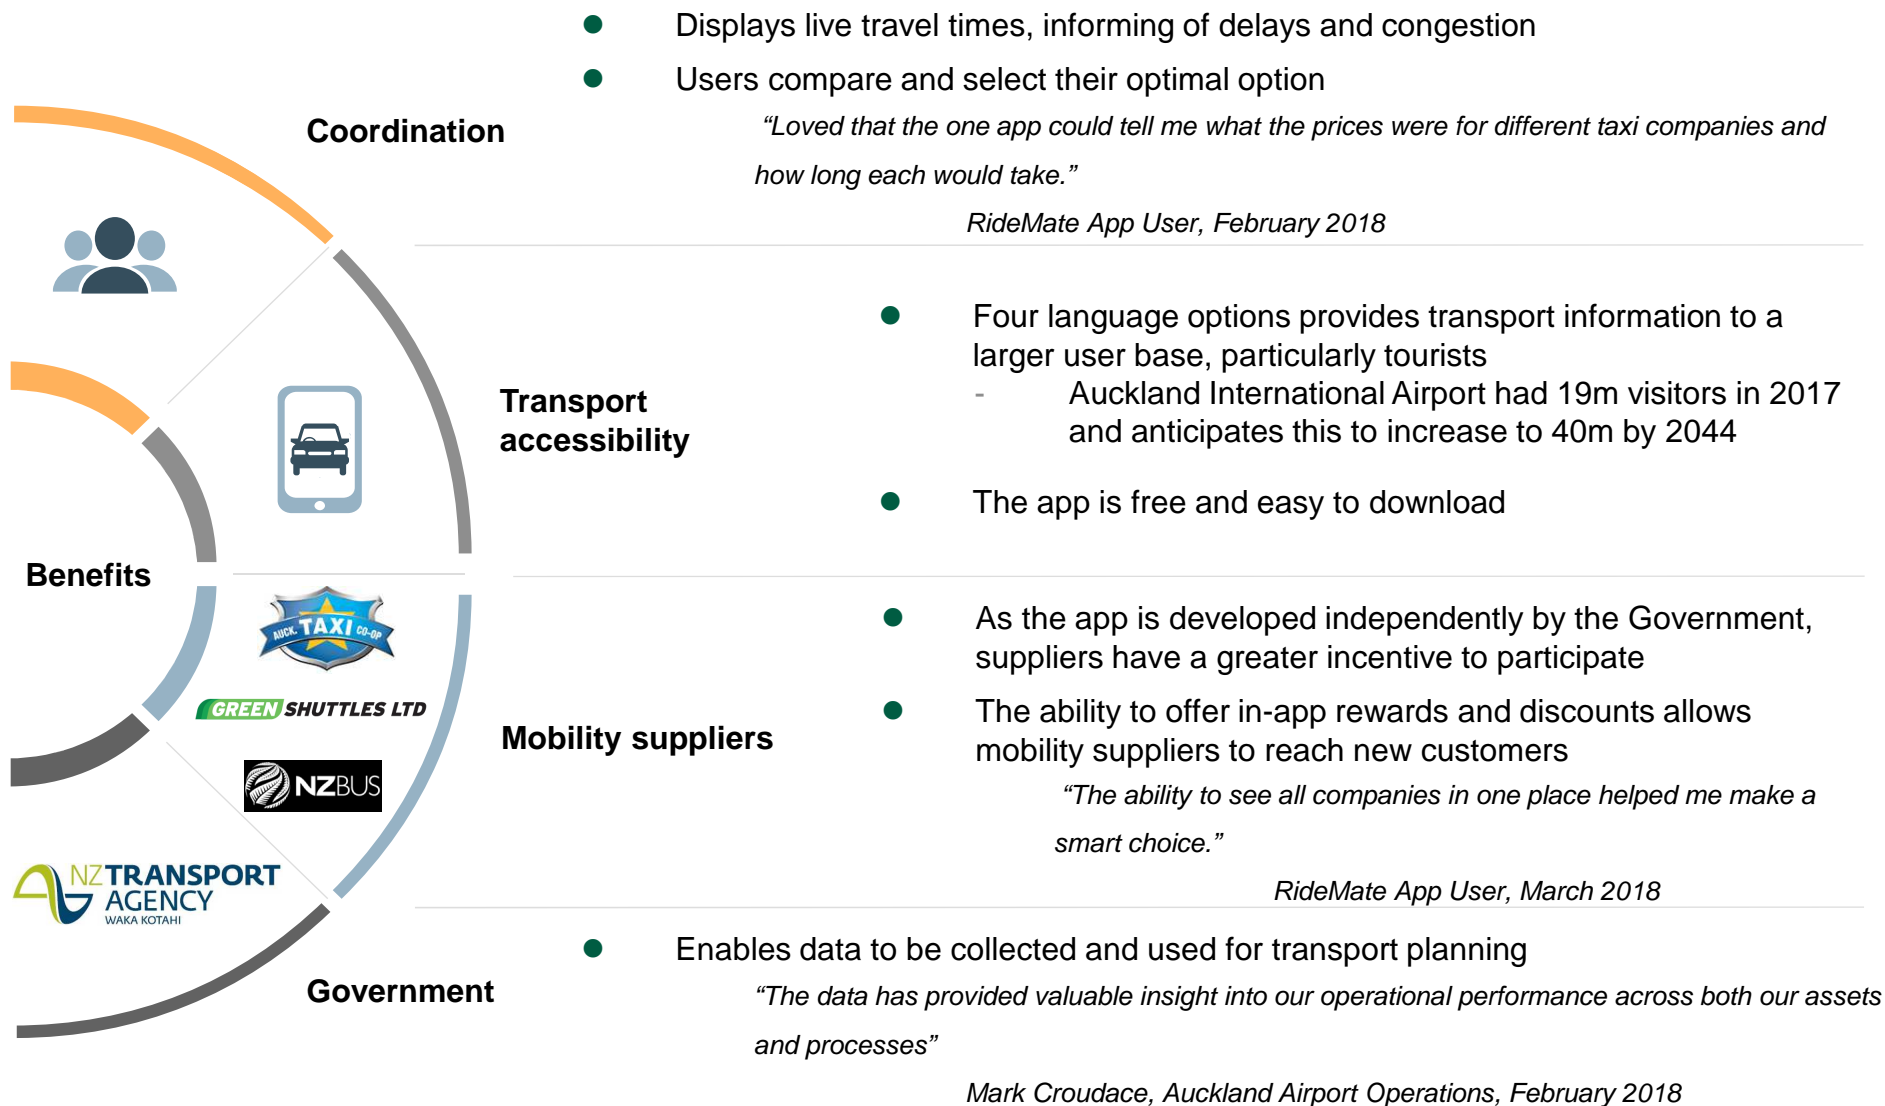 Displays live travel times, informing of delays and congestion
Users compare and select their optimal option
Coordination
“Loved that the one app could tell me what the prices were for different taxi companies and
how long each would take.”
RideMate App User, February 2018
Four language options provides transport information to a
larger user base, particularly tourists
- Auckland International Airport had 19m visitors in 2017
and anticipates this to increase to 40m by 2044
Transport
accessibility
The app is free and easy to download
Benefits
AUCK. TAXI CO-OP
GREEN SHUTTLES LTD
NZBUS
As the app is developed independently by the Government,
suppliers have a greater incentive to participate
Mobility suppliers
The ability to offer in-app rewards and discounts allows
mobility suppliers to reach new customers
“The ability to see all companies in one place helped me make a
smart choice.”
RideMate App User, March 2018
NZTRANSPORT
AGENCY
WAKA KOTAHI
Government
Enables data to be collected and used for transport planning
“The data has provided valuable insight into our operational performance across both our assets
and processes”
Mark Croudace, Auckland Airport Operations, February 2018